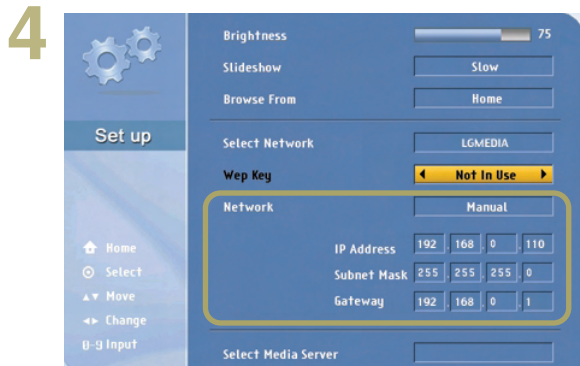 4
Brightness 75
Slideshow Slow
Browse From Home
Set up
Select Network LGMEDIA
Wep Key Not In Use
Network Manual
IP Address 192 . 168 . 0 . 110
Subnet Mask 255 . 255 . 255 . 0
Gateway 192 . 168 . 0 . 1
Home
Select
Move
Change
0-9 Input
Select Media Server